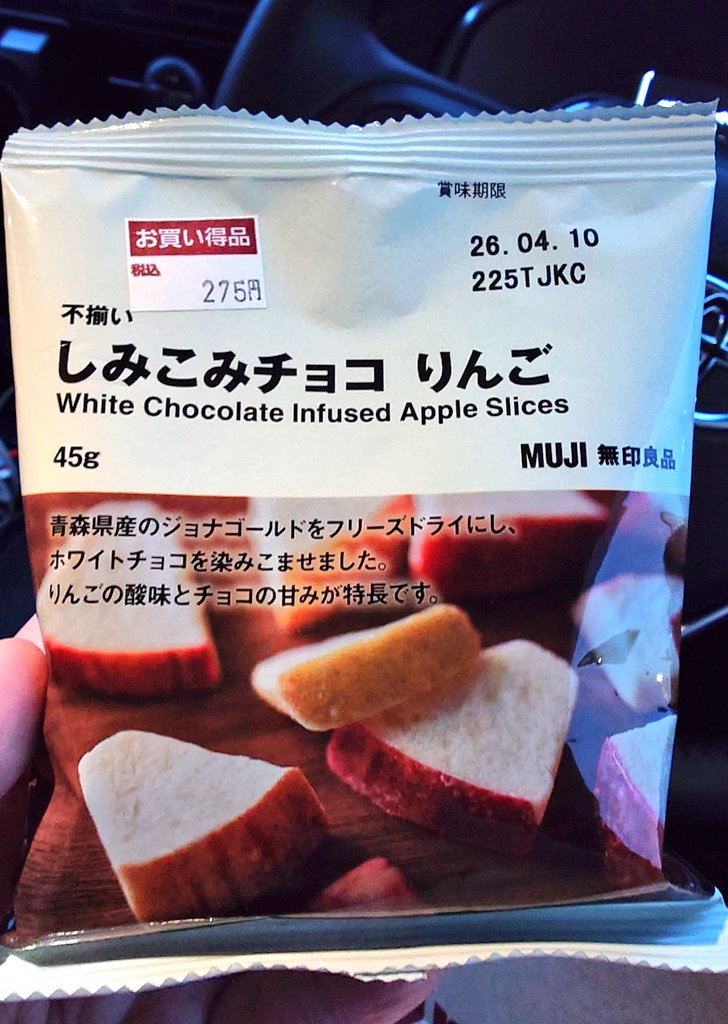 賞味期限
26.04.10
225TJKC
お買い得品
税込
275円
不揃い
しみこみチョコ りんご
White Chocolate Infused Apple Slices
45g
MUJI 無印良品
青森県産のジョナゴールドをフリーズドライにし、
ホワイトチョコを染みこませました。
りんごの酸味とチョコの甘みが特長です。